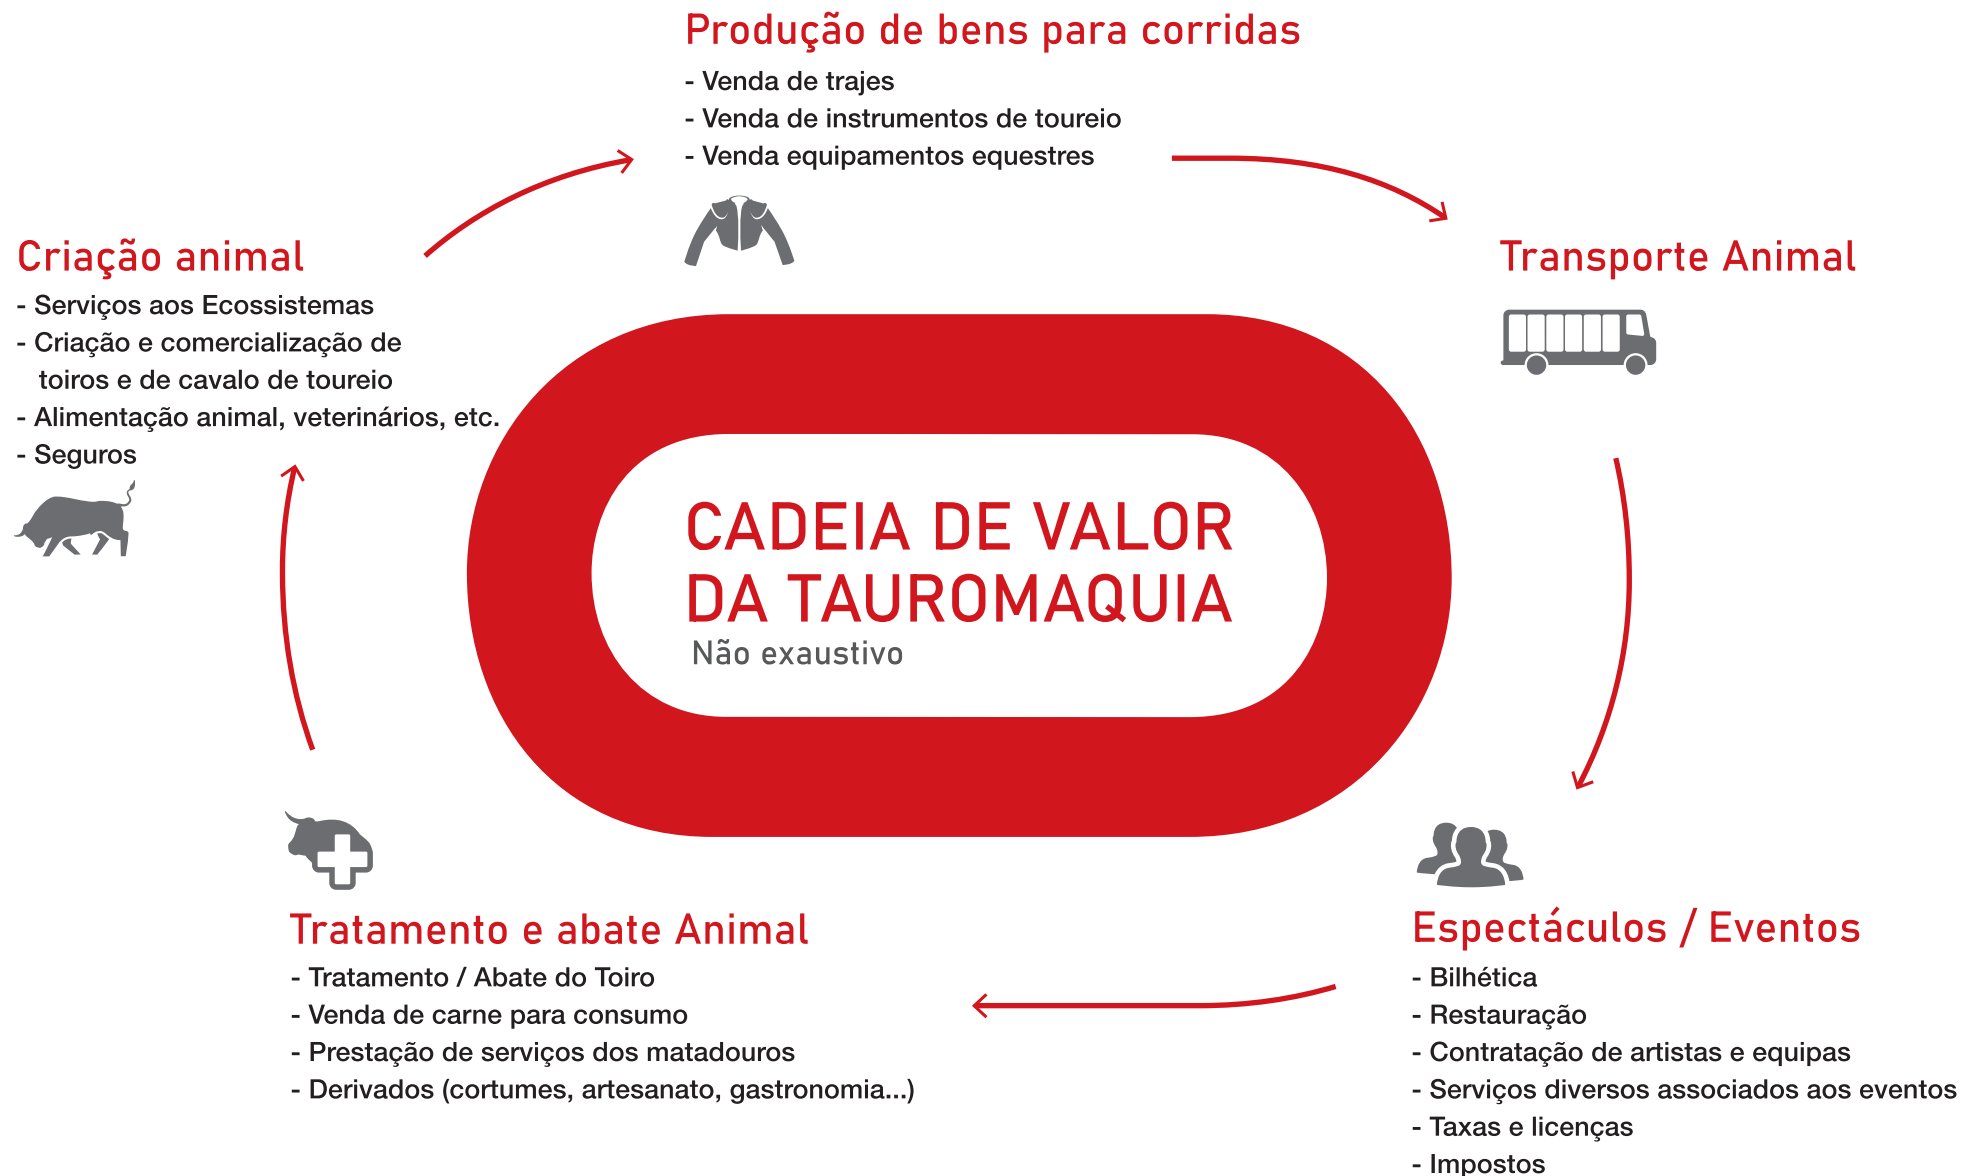 Produção de bens para corridas
- Venda de trajes
- Venda de instrumentos de toureio
- Venda equipamentos equestres
Criação animal
- Serviços aos Ecossistemas
- Criação e comercialização de
toiros e de cavalo de toureio
- Alimentação animal, veterinários, etc.
- Seguros
Transporte Animal
CADEIA DE VALOR
DA TAUROMAQUIA
Não exaustivo
Tratamento e abate Animal
- Tratamento / Abate do Toiro
- Venda de carne para consumo
- Prestação de serviços dos matadouros
- Derivados (cortumes, artesanato, gastronomia...)
Espectáculos / Eventos
- Bilhética
- Restauração
- Contratação de artistas e equipas
- Serviços diversos associados aos eventos
- Taxas e licenças
- Impostos